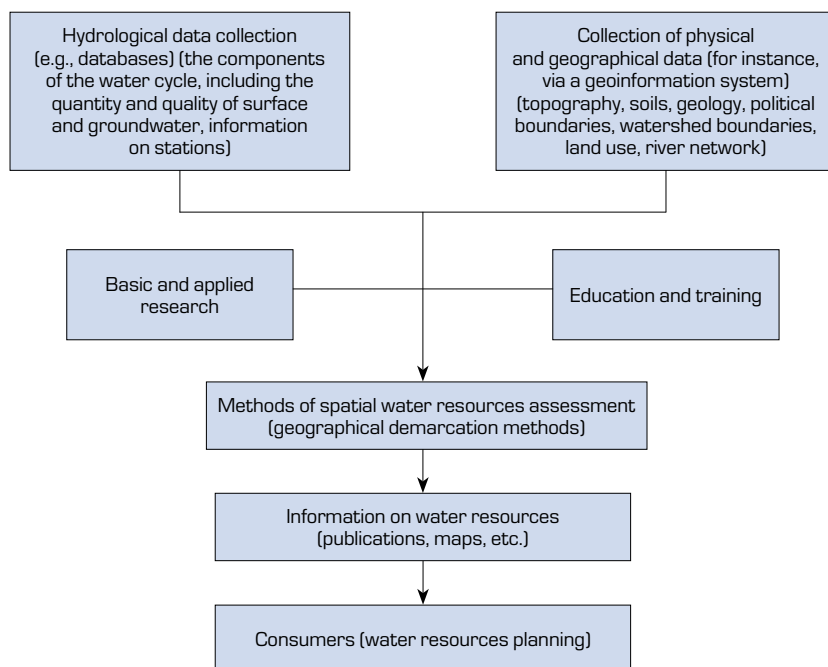 Hydrological data collection
(e.g., databases) (the components
of the water cycle, including the
quantity and quality of surface
and groundwater, information
on stations)
Collection of physical
and geographical data (for instance,
via a geoinformation system)
(topography, soils, geology, political
boundaries, watershed boundaries,
land use, river network)
Basic and applied
research
Education and training
Methods of spatial water resources assessment
(geographical demarcation methods)
Information on water resources
(publications, maps, etc.)
Consumers (water resources planning)